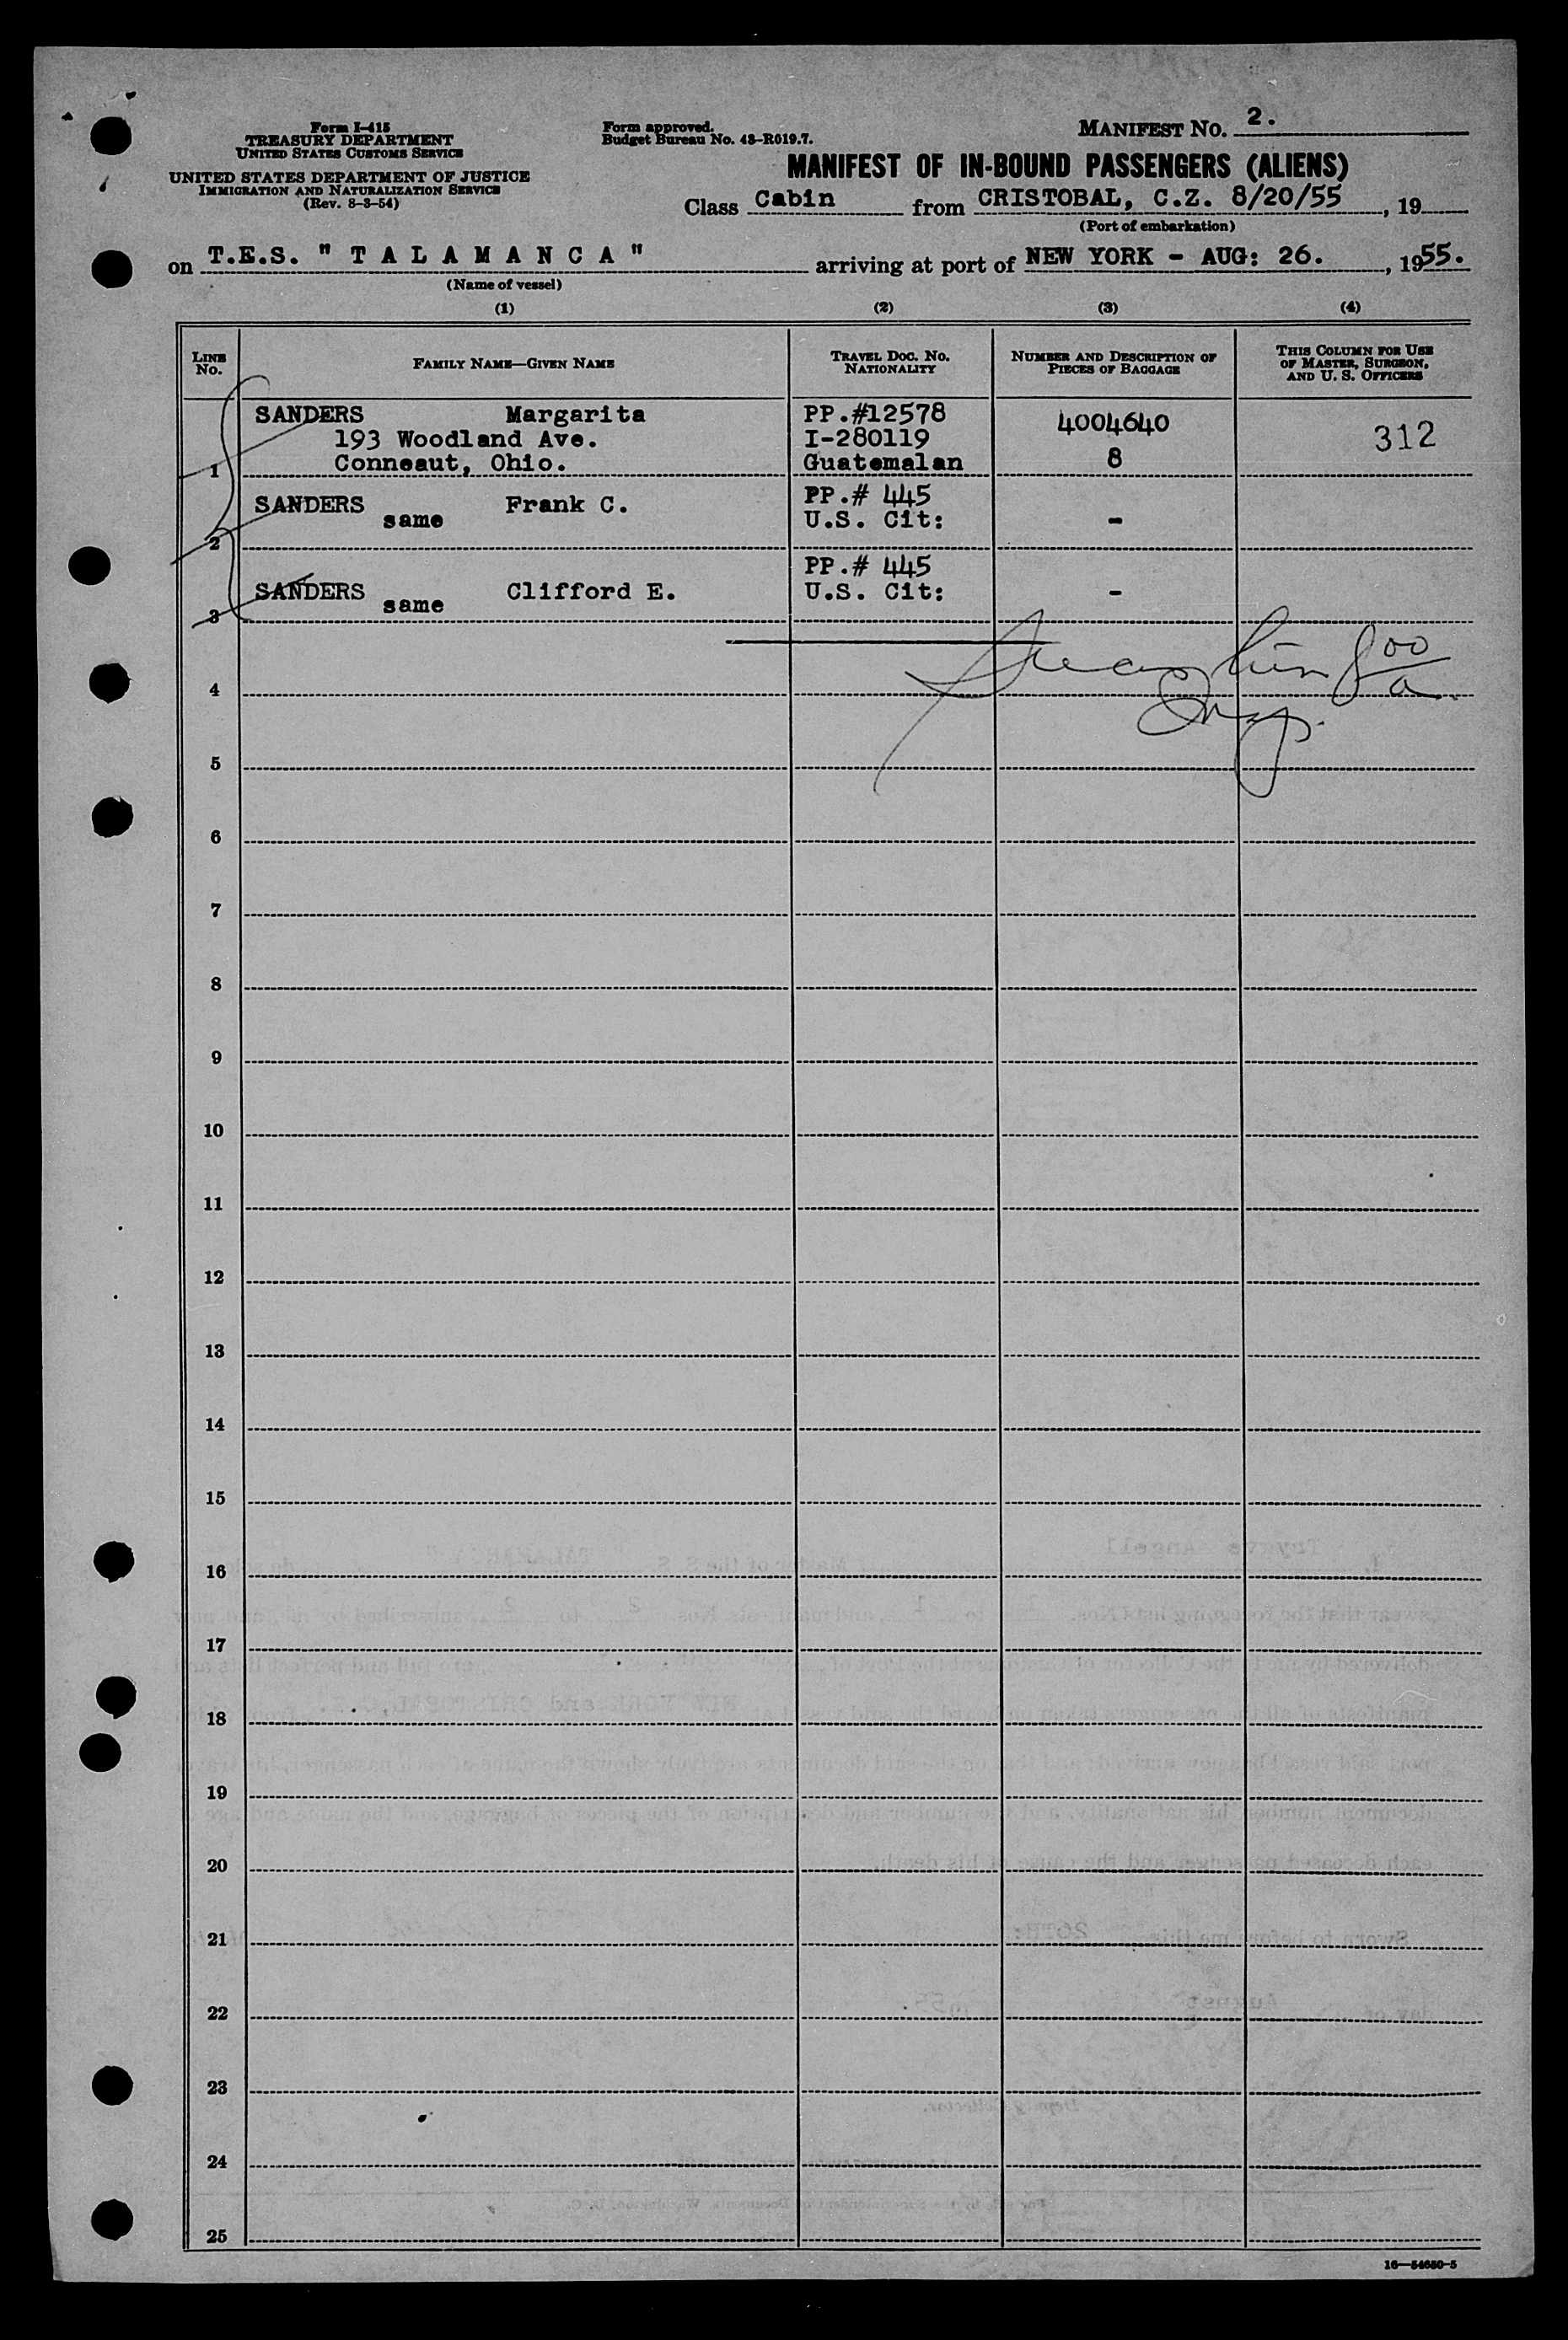 Form I-415
TREASURY DEPARTMENT
UNITED STATES CUSTOMS SERVICE
UNITED STATES DEPARTMENT OF JUSTICE
IMMIGRATION AND NATURALIZATION SERVICE
(Rev. 8-3-54)
Form approved.
Budget Bureau No. 43-R019.7.
MANIFEST NO. 2.
MANIFEST OF IN-BOUND PASSENGERS (ALIENS)
Class Cabin from CRISTOBAL, C.Z. 8/20/55, 19
(Port of embarkation)
on T.E.S. " T A L A M A N C A " arriving at port of NEW YORK - AUG: 26., 1955.
(Name of vessel)
(1) (2) (3) (4)
LINE NO. FAMILY NAME—GIVEN NAME TRAVEL DOC. NO. NATIONALITY NUMBER AND DESCRIPTION OF PIECES OF BAGGAGE THIS COLUMN FOR USE OF MASTER, SURGEON, AND U. S. OFFICERS
SANDERS Margarita PP.#12578 4004640 312
193 Woodland Ave. I-280119
1 Conneaut, Ohio. Guatemalan 8
SANDERS Frank C. PP.# 445
same U.S. Cit: -
2
PP.# 445
SANDERS Clifford E. U.S. Cit: -
same
3
4
5
6
7
8
9
10
11
12
13
14
15
16
17
18
19
20
21
22
23
24
25
16—54650-5